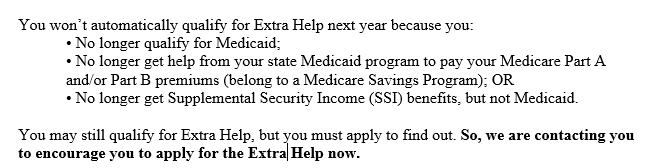 You won’t automatically qualify for Extra Help next year because you:
• No longer qualify for Medicaid;
• No longer get help from your state Medicaid program to pay your Medicare Part A
and/or Part B premiums (belong to a Medicare Savings Program); OR
• No longer get Supplemental Security Income (SSI) benefits, but not Medicaid.
You may still qualify for Extra Help, but you must apply to find out. So, we are contacting you
to encourage you to apply for the Extra Help now.